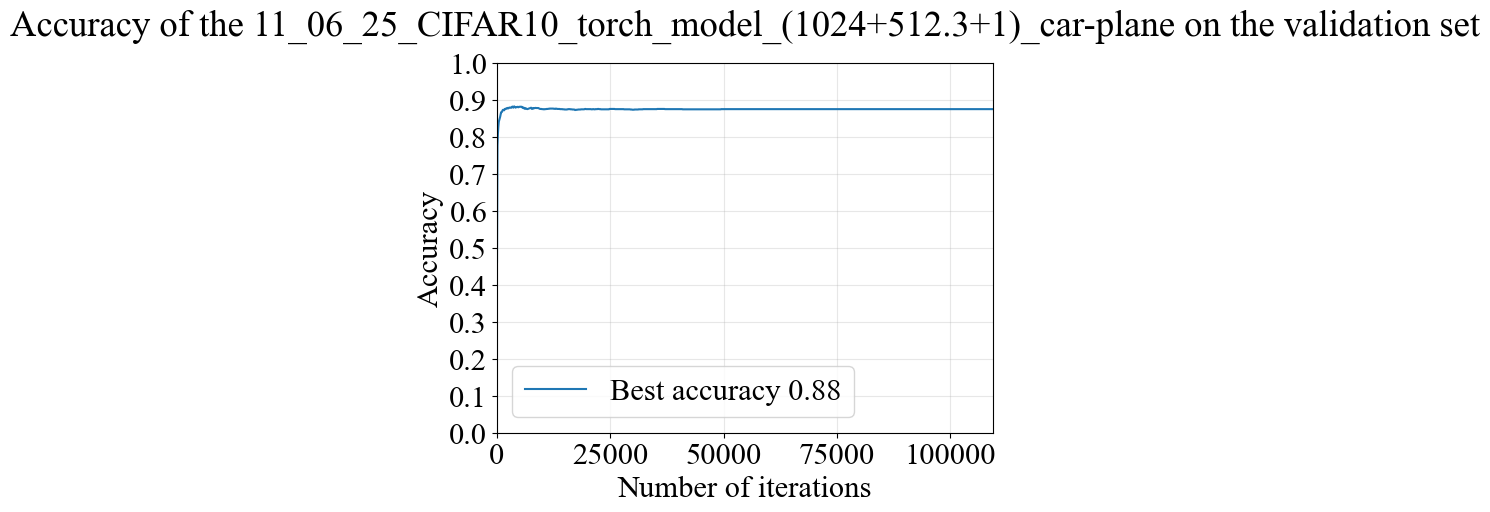 Accuracy of the 11_06_25_CIFAR10_torch_model_(1024+512.3+1)_car-plane on the validation set
1.0
0.9
0.8
0.7
0.6
0.5
0.4
0.3
0.2
0.1
0.0
Accuracy
Best accuracy 0.88
0 25000 50000 75000 100000
Number of iterations